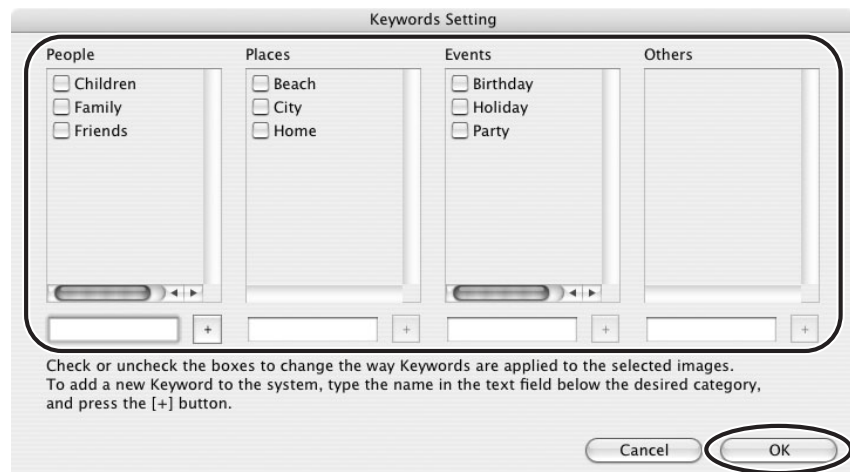 Keywords Setting
People Places Events Others
Children Beach Birthday
Family City Holiday
Friends Home Party
+ + + +
Check or uncheck the boxes to change the way Keywords are applied to the selected images.
To add a new Keyword to the system, type the name in the text field below the desired category,
and press the [+] button.
Cancel OK